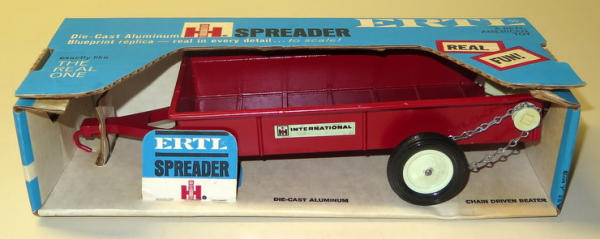 Die-Cast Aluminum IH SPREADER
Blueprint replica — real in every detail... to scale!
ERTL
exactly like
THE REAL
ONE
REAL
FUN!
IH INTERNATIONAL
ERTL
SPREADER
IH
DIE-CAST ALUMINUM
CHAIN DRIVEN BEATER